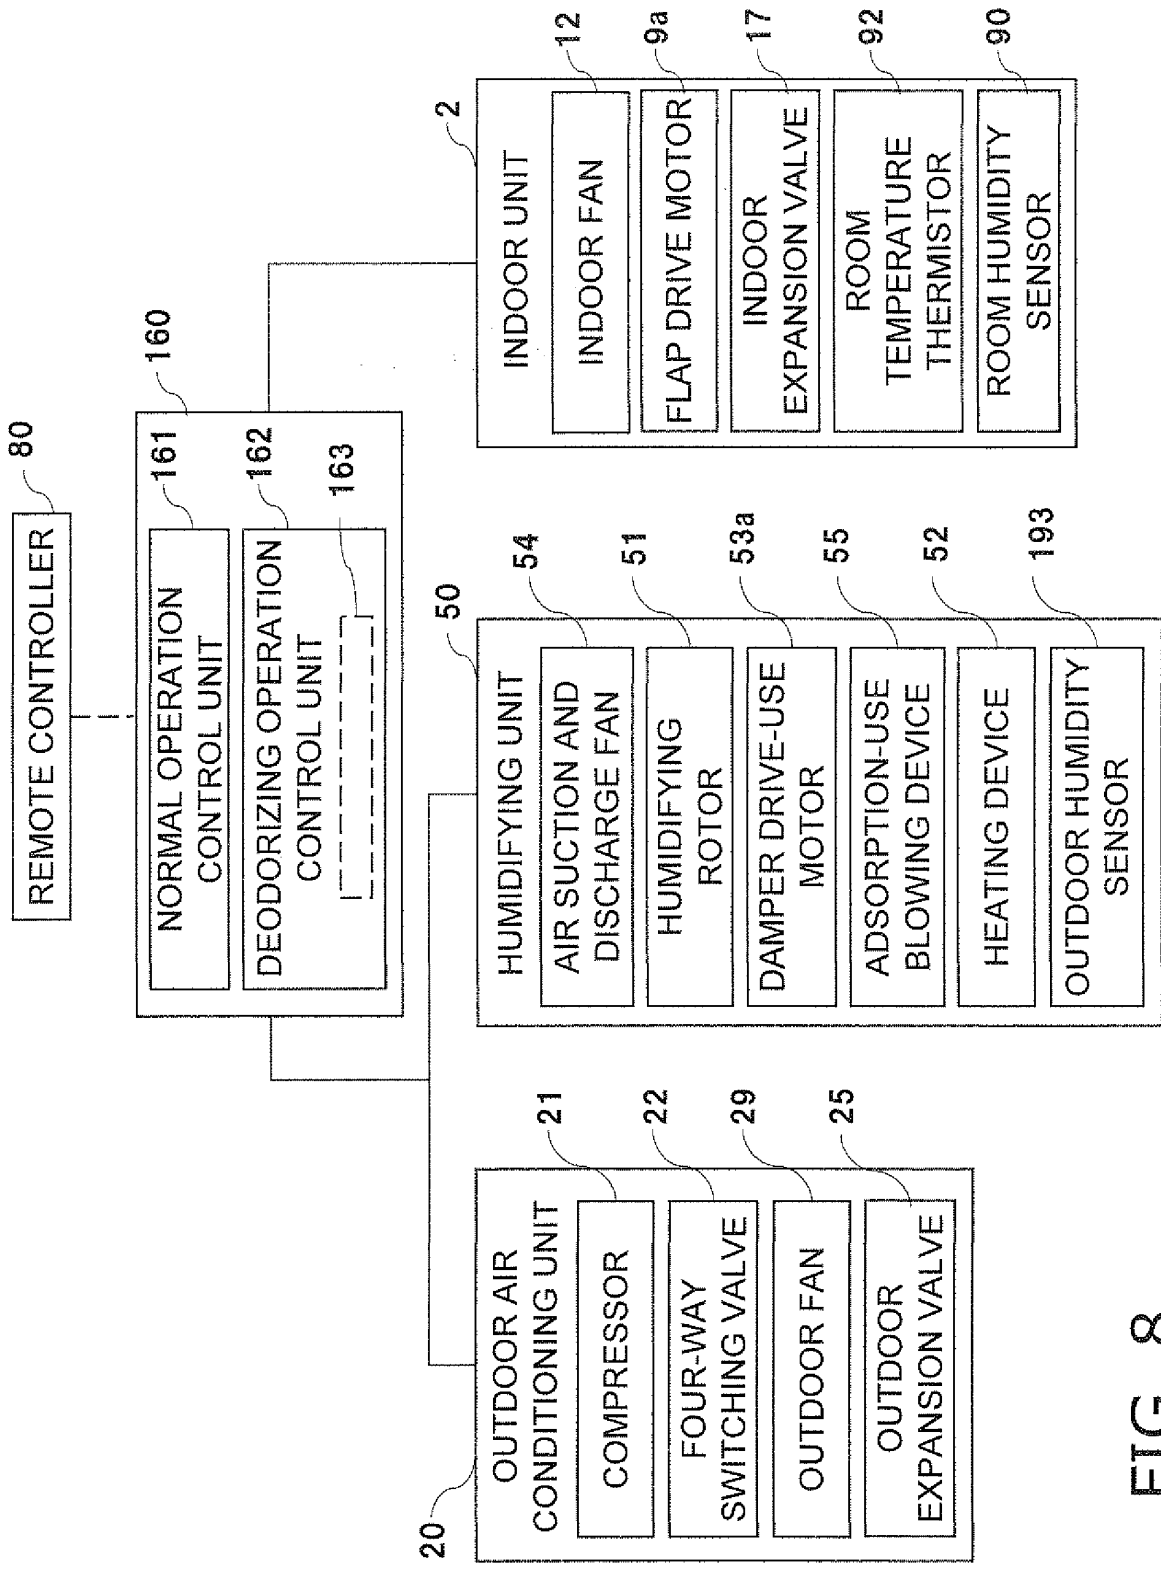 80
REMOTE CONTROLLER
160
161
NORMAL OPERATION
CONTROL UNIT
162
DEODORIZING OPERATION
CONTROL UNIT
163
20
OUTDOOR AIR
CONDITIONING UNIT
21
COMPRESSOR
22
FOUR-WAY
SWITCHING VALVE
29
OUTDOOR FAN
25
OUTDOOR
EXPANSION VALVE
50
HUMIDIFYING UNIT
54
AIR SUCTION AND
DISCHARGE FAN
51
HUMIDIFYING
ROTOR
53a
DAMPER DRIVE-USE
MOTOR
55
ADSORPTION-USE
BLOWING DEVICE
52
HEATING DEVICE
193
OUTDOOR HUMIDITY
SENSOR
2
INDOOR UNIT
12
INDOOR FAN
9a
FLAP DRIVE MOTOR
17
INDOOR
EXPANSION VALVE
92
ROOM
TEMPERATURE
THERMISTOR
90
ROOM HUMIDITY
SENSOR
FIG. 8